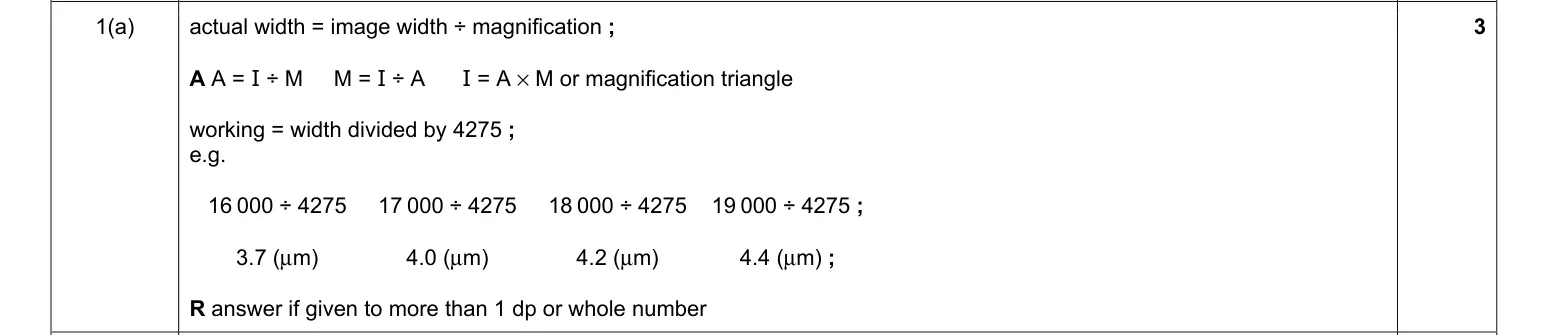 1(a) actual width = image width ÷ magnification ; 3
A A = I ÷ M M = I ÷ A I = A × M or magnification triangle
working = width divided by 4275 ;
e.g.
16 000 ÷ 4275 17 000 ÷ 4275 18 000 ÷ 4275 19 000 ÷ 4275 ;
3.7 (μm) 4.0 (μm) 4.2 (μm) 4.4 (μm) ;
R answer if given to more than 1 dp or whole number